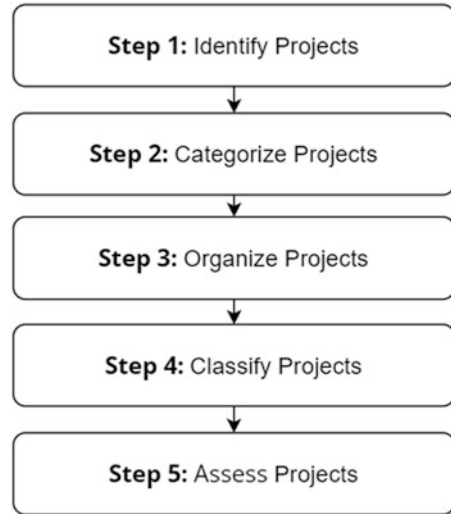 Step 1: Identify Projects
Step 2: Categorize Projects
Step 3: Organize Projects
Step 4: Classify Projects
Step 5: Assess Projects